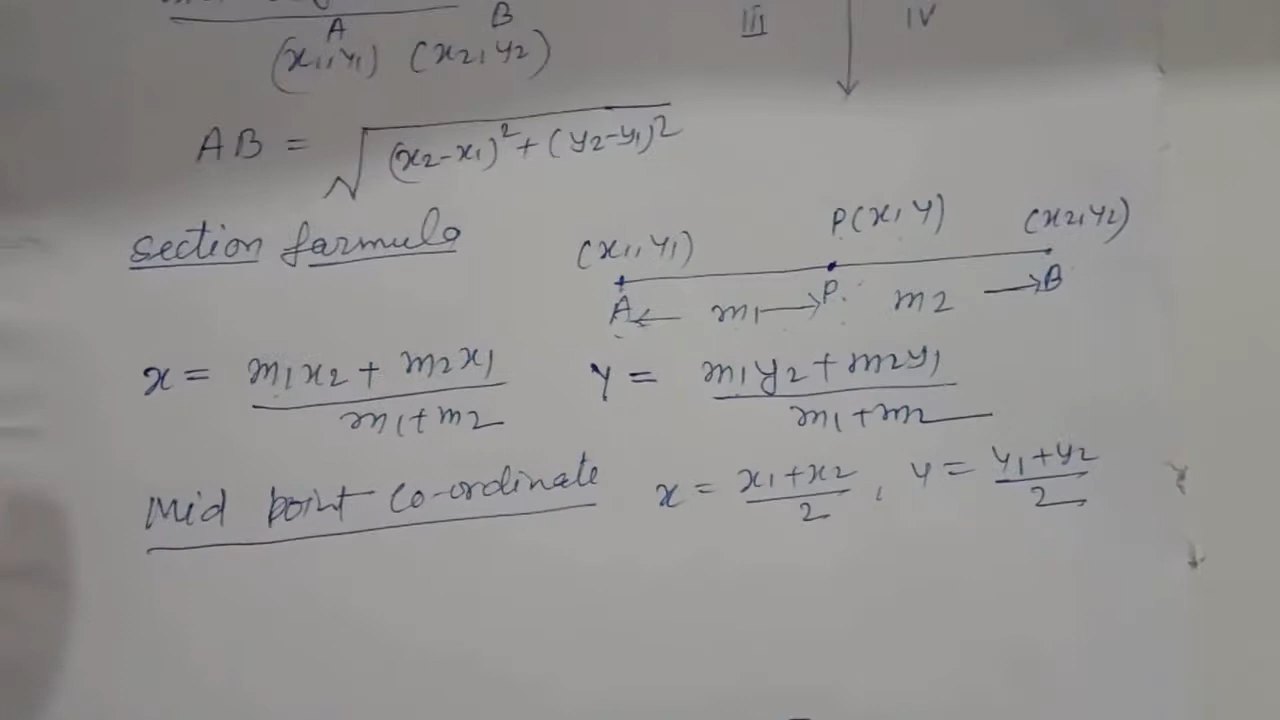 A B III IV
(x1,y1) (x2,y2)
AB = √(x2-x1)²+(y2-y1)2
section farmula
(x1,y1) P(x,y) (x2,y2)
A← m1→P. m2 →B
x = m1x2 + m2x1 / m1+m2 y = m1y2+m2y1 / m1+m2
Mid point Co-ordinate x = x1+x2 / 2 , y = y1+y2 / 2